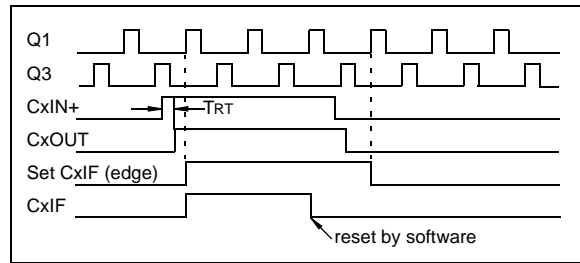 Q1
Q3
CxIN+
TRT
CxOUT
Set CxIF (edge)
CxIF
reset by software